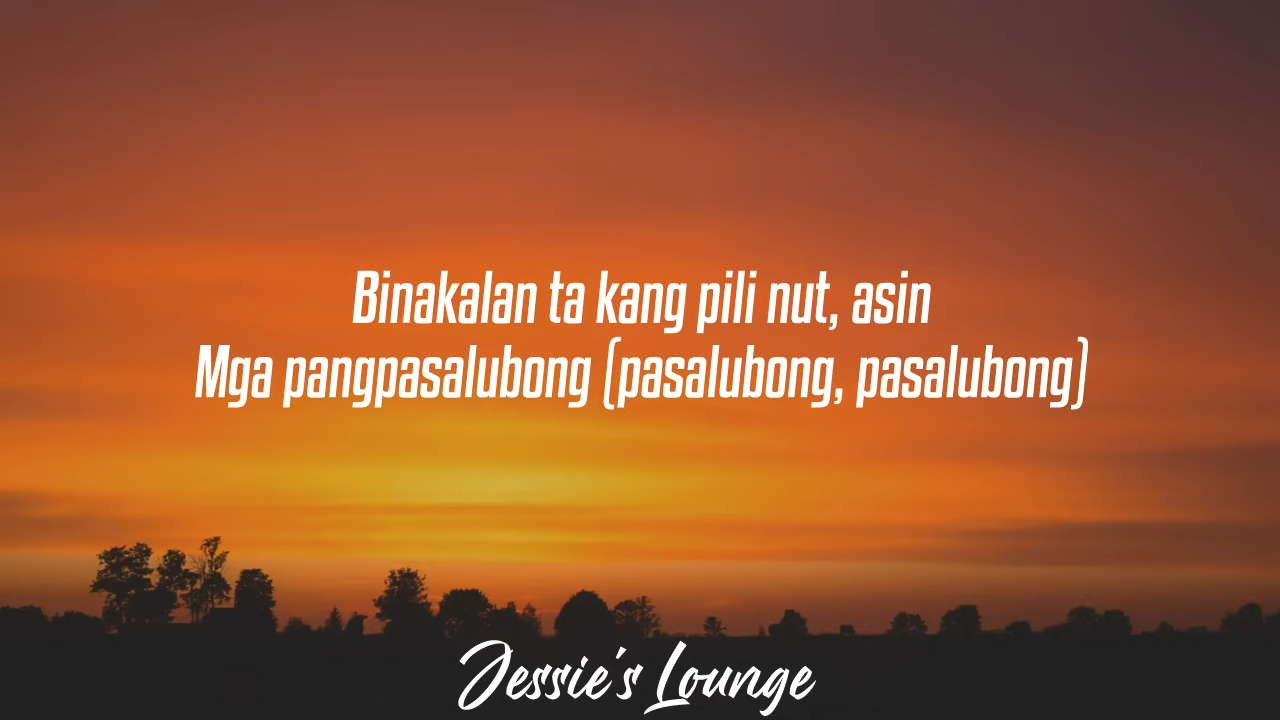 Binakalan ta kang pili nut, asin
Mga pangpasalubong (pasalubong, pasalubong)
Jessie's Lounge